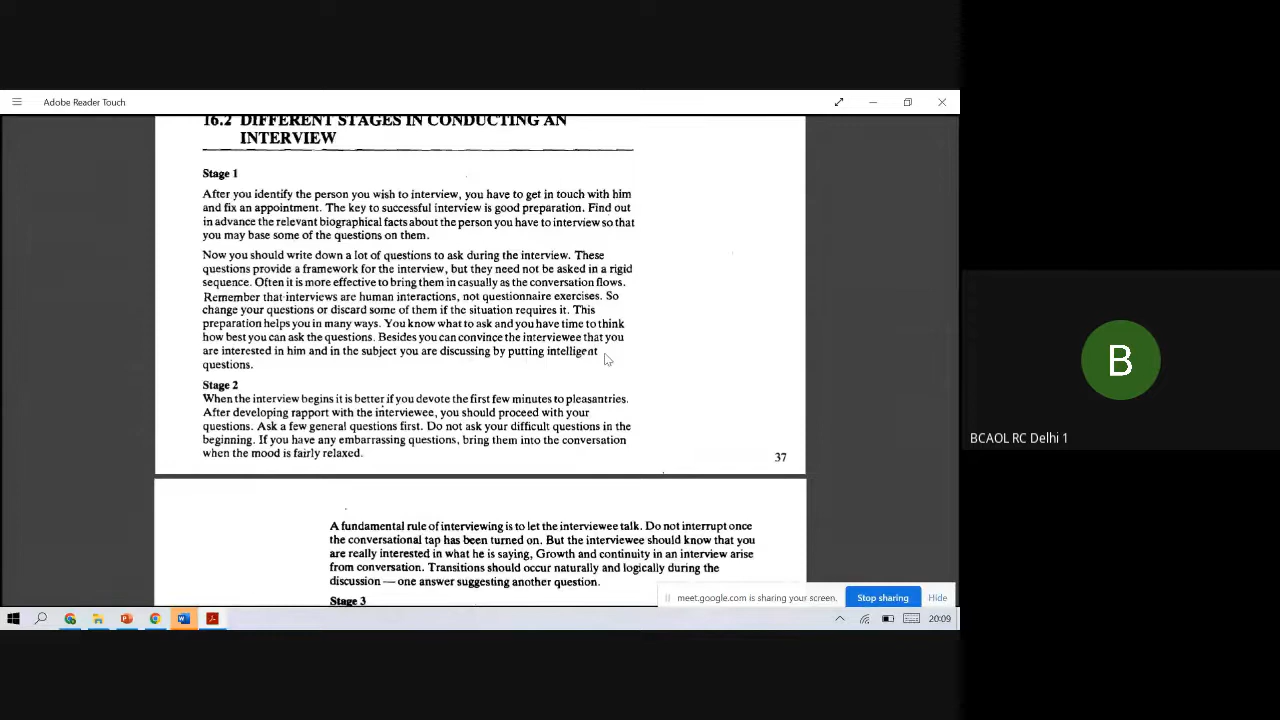 Adobe Reader Touch
16.2 DIFFERENT STAGES IN CONDUCTING AN
INTERVIEW
Stage 1
After you identify the person you wish to interview, you have to get in touch with him
and fix an appointment. The key to successful interview is good preparation. Find out
in advance the relevant biographical facts about the person you have to interview so that
you may base some of the questions on them.
Now you should write down a lot of questions to ask during the interview. These
questions provide a framework for the interview, but they need not be asked in a rigid
sequence. Often it is more effective to bring them in casually as the conversation flows.
Remember that interviews are human interactions, not questionnaire exercises. So
change your questions or discard some of them if the situation requires it. This
preparation helps you in many ways. You know what to ask and you have time to think
how best you can ask the questions. Besides you can convince the interviewee that you
are interested in him and in the subject you are discussing by putting intelligent
questions.
Stage 2
When the interview begins it is better if you devote the first few minutes to pleasantries.
After developing rapport with the interviewee, you should proceed with your
questions. Ask a few general questions first. Do not ask your difficult questions in the
beginning. If you have any embarrassing questions, bring them into the conversation
when the mood is fairly relaxed.
37
A fundamental rule of interviewing is to let the interviewee talk. Do not interrupt once
the conversational tap has been turned on. But the interviewee should know that you
are really interested in what he is saying, Growth and continuity in an interview arise
from conversation. Transitions should occur naturally and logically during the
discussion — one answer suggesting another question.
Stage 3
meet.google.com is sharing your screen.
Stop sharing
Hide
20:09
B
BCAOL RC Delhi 1